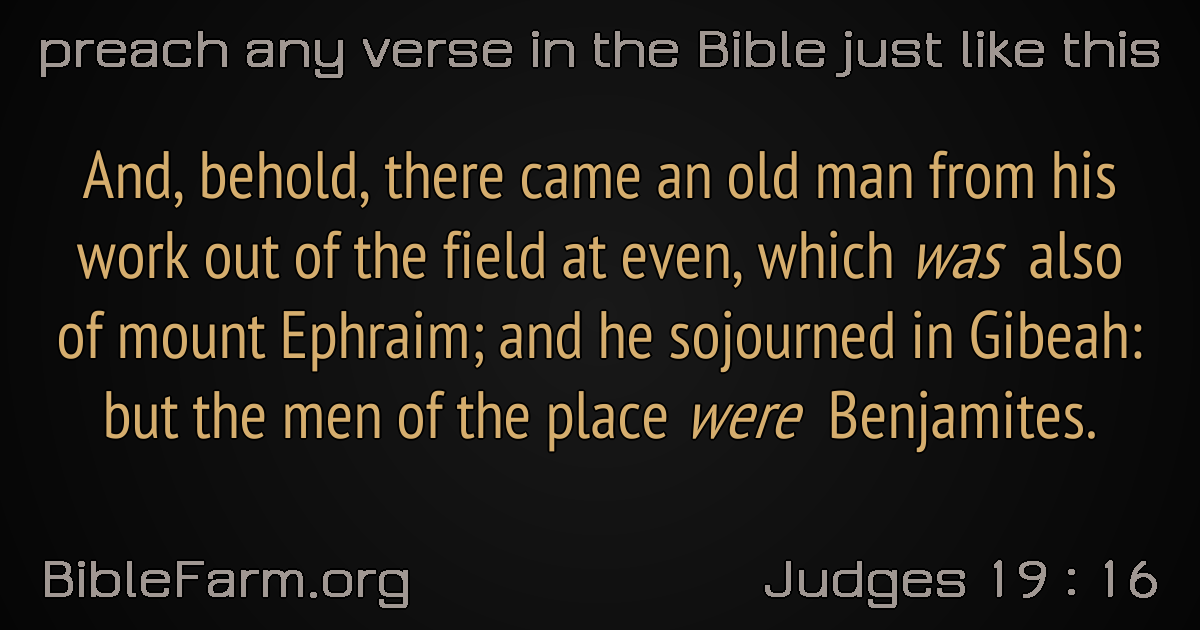 preach any verse in the Bible just like this
And, behold, there came an old man from his
work out of the field at even, which was also
of mount Ephraim; and he sojourned in Gibeah:
but the men of the place were Benjamites.
BibleFarm.org
Judges 19 : 16